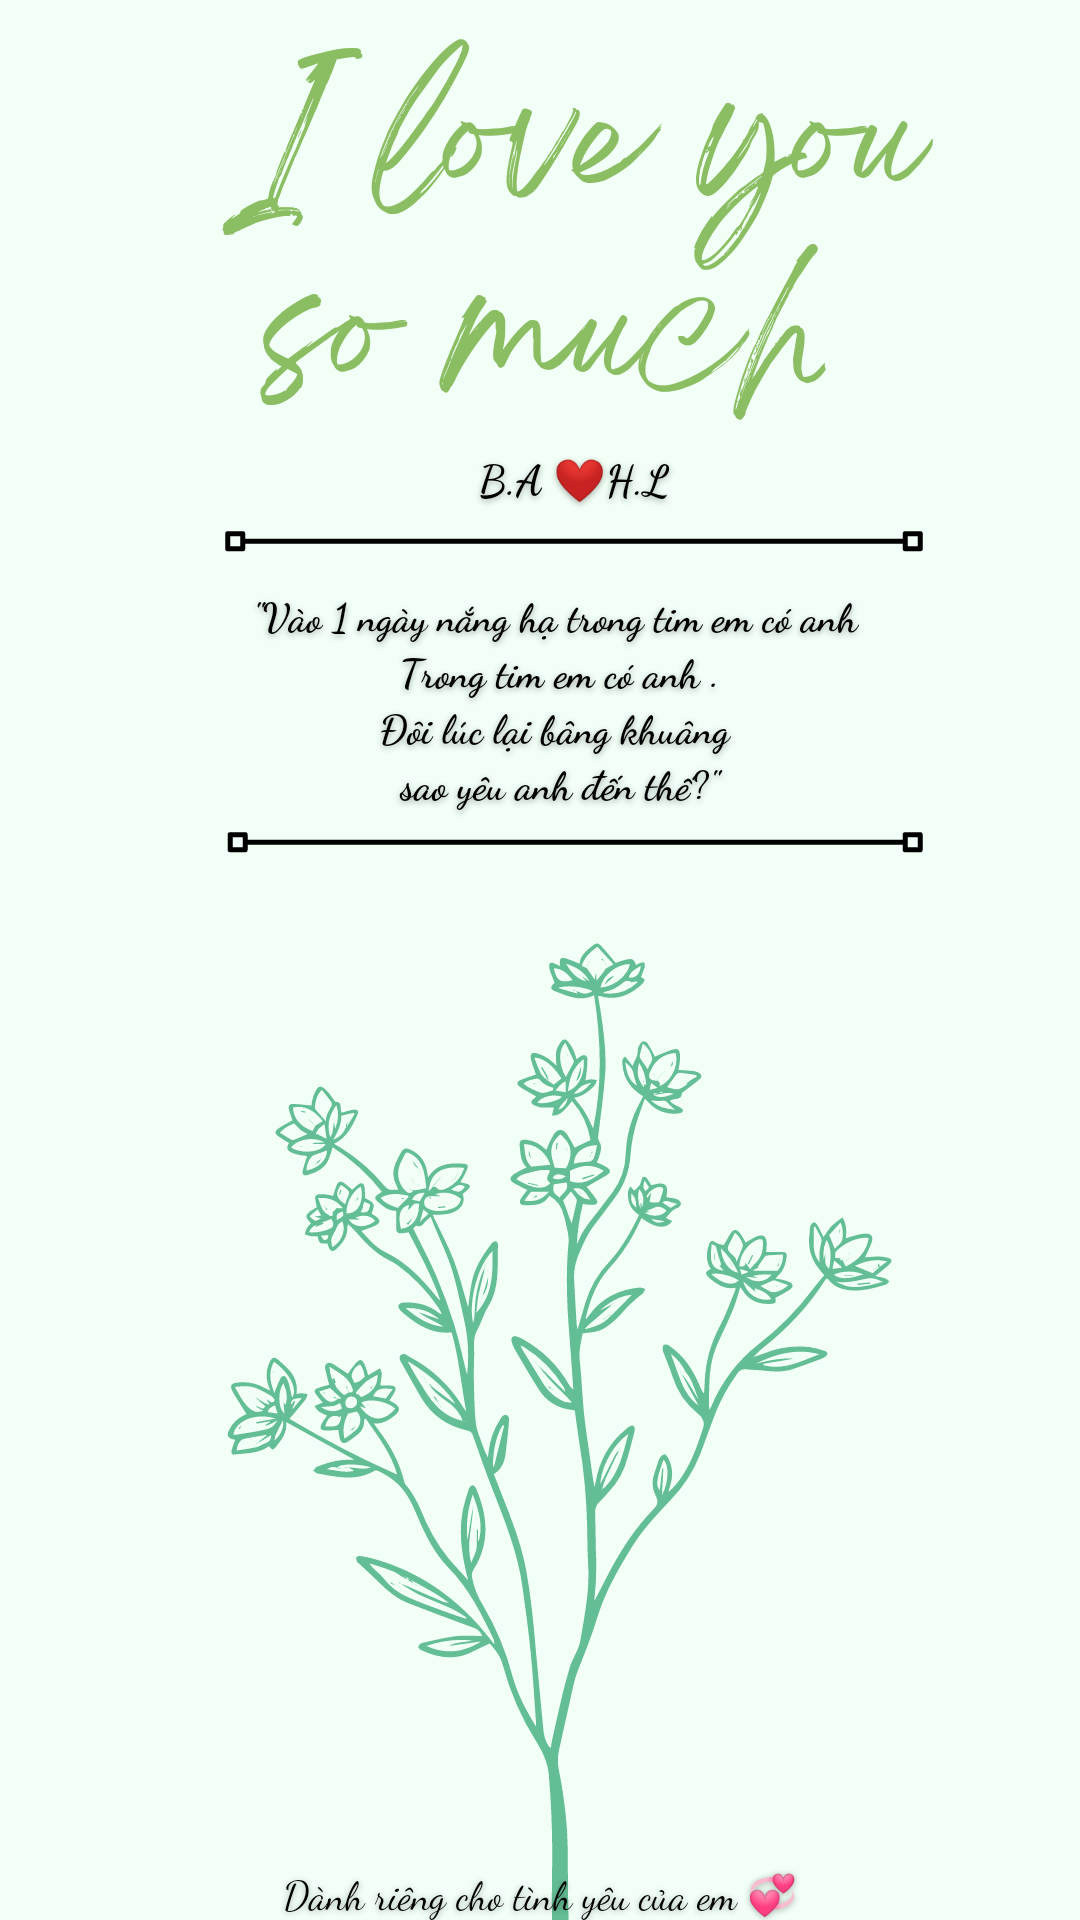 I love you
so much
B.A ❤️H.L
"Vào 1 ngày nắng hạ trong tim em có anh
Trong tim em có anh .
Đôi lúc lại bâng khuâng
sao yêu anh đến thế?"
Dành riêng cho tình yêu của em 💞